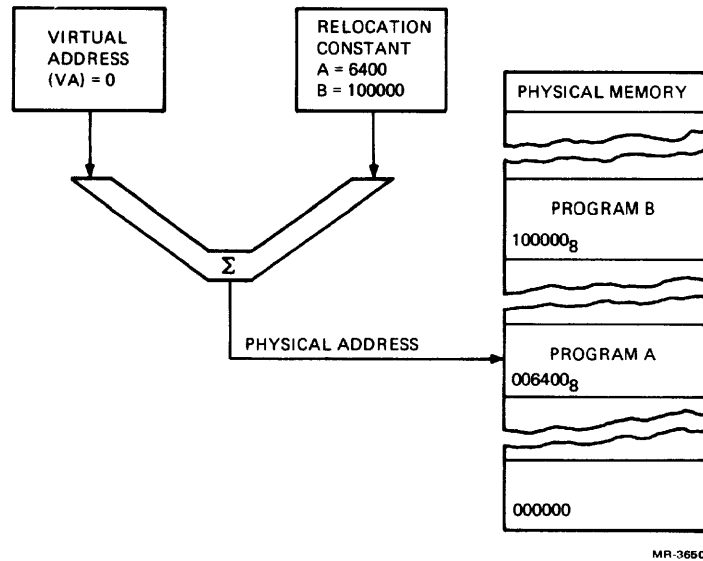 VIRTUAL
ADDRESS
(VA) = 0
RELOCATION
CONSTANT
A = 6400
B = 100000
Σ
PHYSICAL ADDRESS
PHYSICAL MEMORY
PROGRAM B
100000₈
PROGRAM A
006400₈
000000
MR-3650